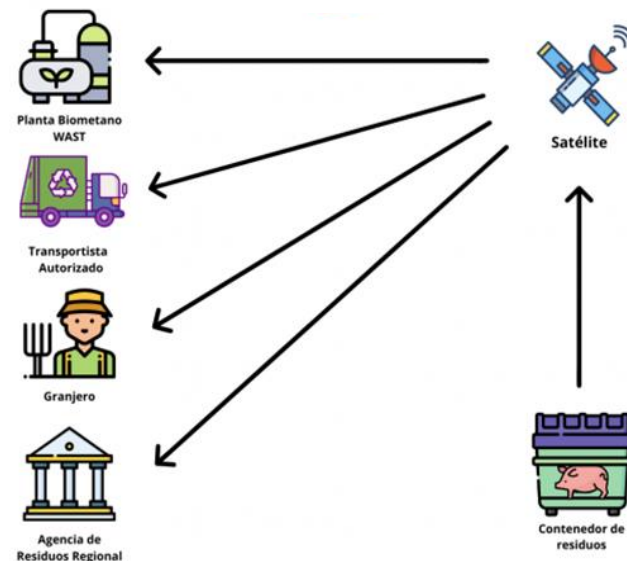 Planta Biometano
WAST
Satélite
Transportista
Autorizado
Granjero
Agencia de
Residuos Regional
Contenedor de
residuos